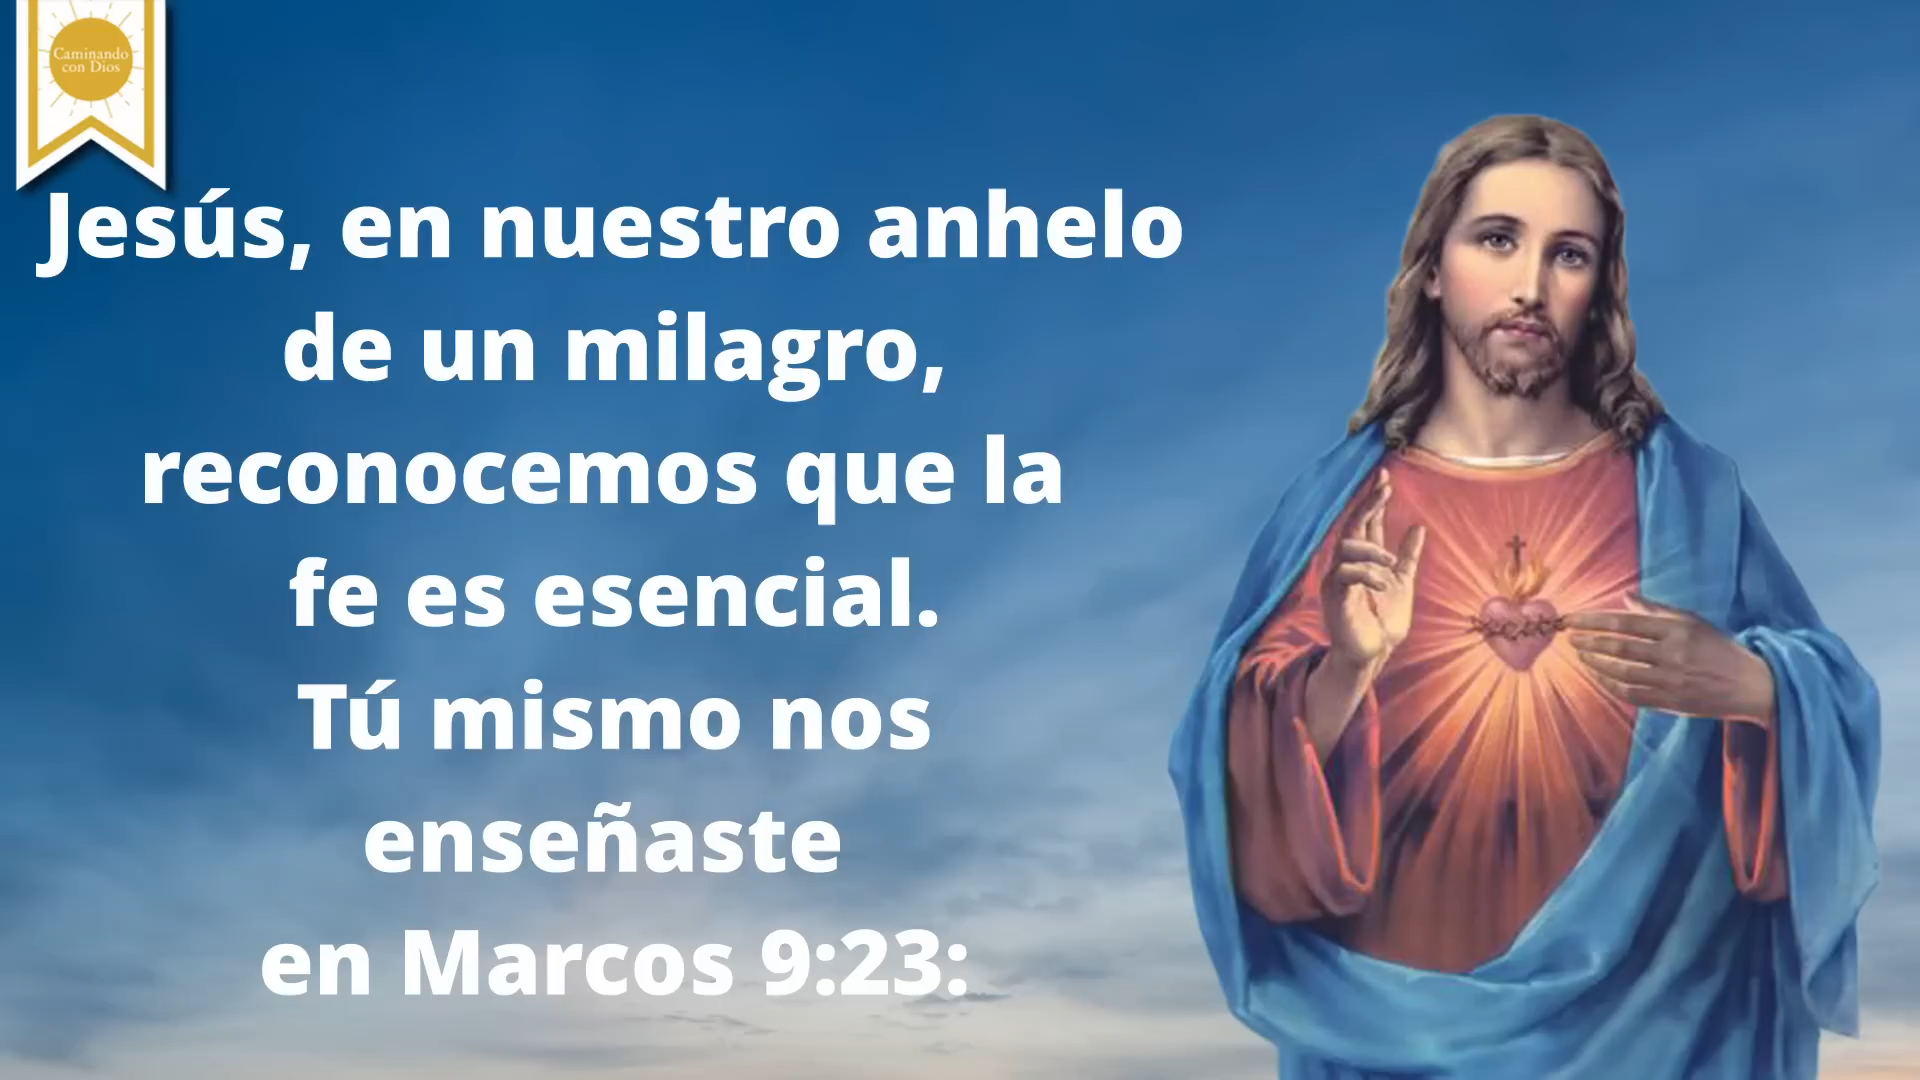 Caminando
con Dios
Jesús, en nuestro anhelo
de un milagro,
reconocemos que la
fe es esencial.
Tú mismo nos
enseñaste
en Marcos 9:23: